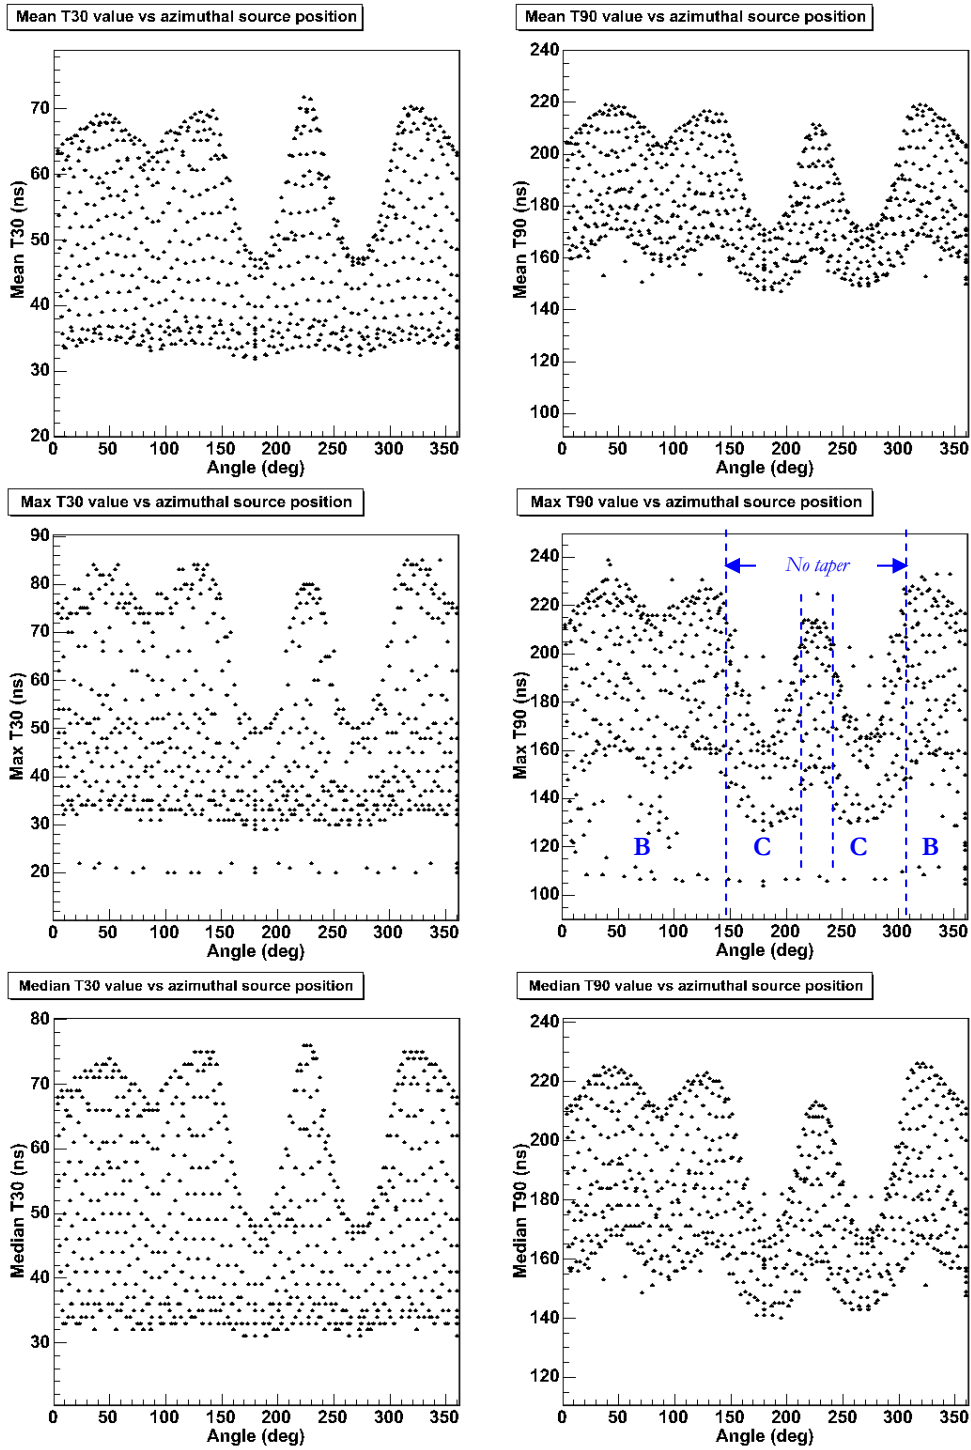 Mean T30 value vs azimuthal source position
Mean T30 (ns)
70
60
50
40
30
20
0 50 100 150 200 250 300 350
Angle (deg)
Mean T90 value vs azimuthal source position
Mean T90 (ns)
240
220
200
180
160
140
120
100
0 50 100 150 200 250 300 350
Angle (deg)
Max T30 value vs azimuthal source position
Max T30 (ns)
90
80
70
60
50
40
30
20
0 50 100 150 200 250 300 350
Angle (deg)
Max T90 value vs azimuthal source position
Max T90 (ns)
240
220
200
180
160
140
120
100
No taper
B C C B
0 50 100 150 200 250 300 350
Angle (deg)
Median T30 value vs azimuthal source position
Median T30 (ns)
80
70
60
50
40
30
0 50 100 150 200 250 300 350
Angle (deg)
Median T90 value vs azimuthal source position
Median T90 (ns)
240
220
200
180
160
140
120
0 50 100 150 200 250 300 350
Angle (deg)